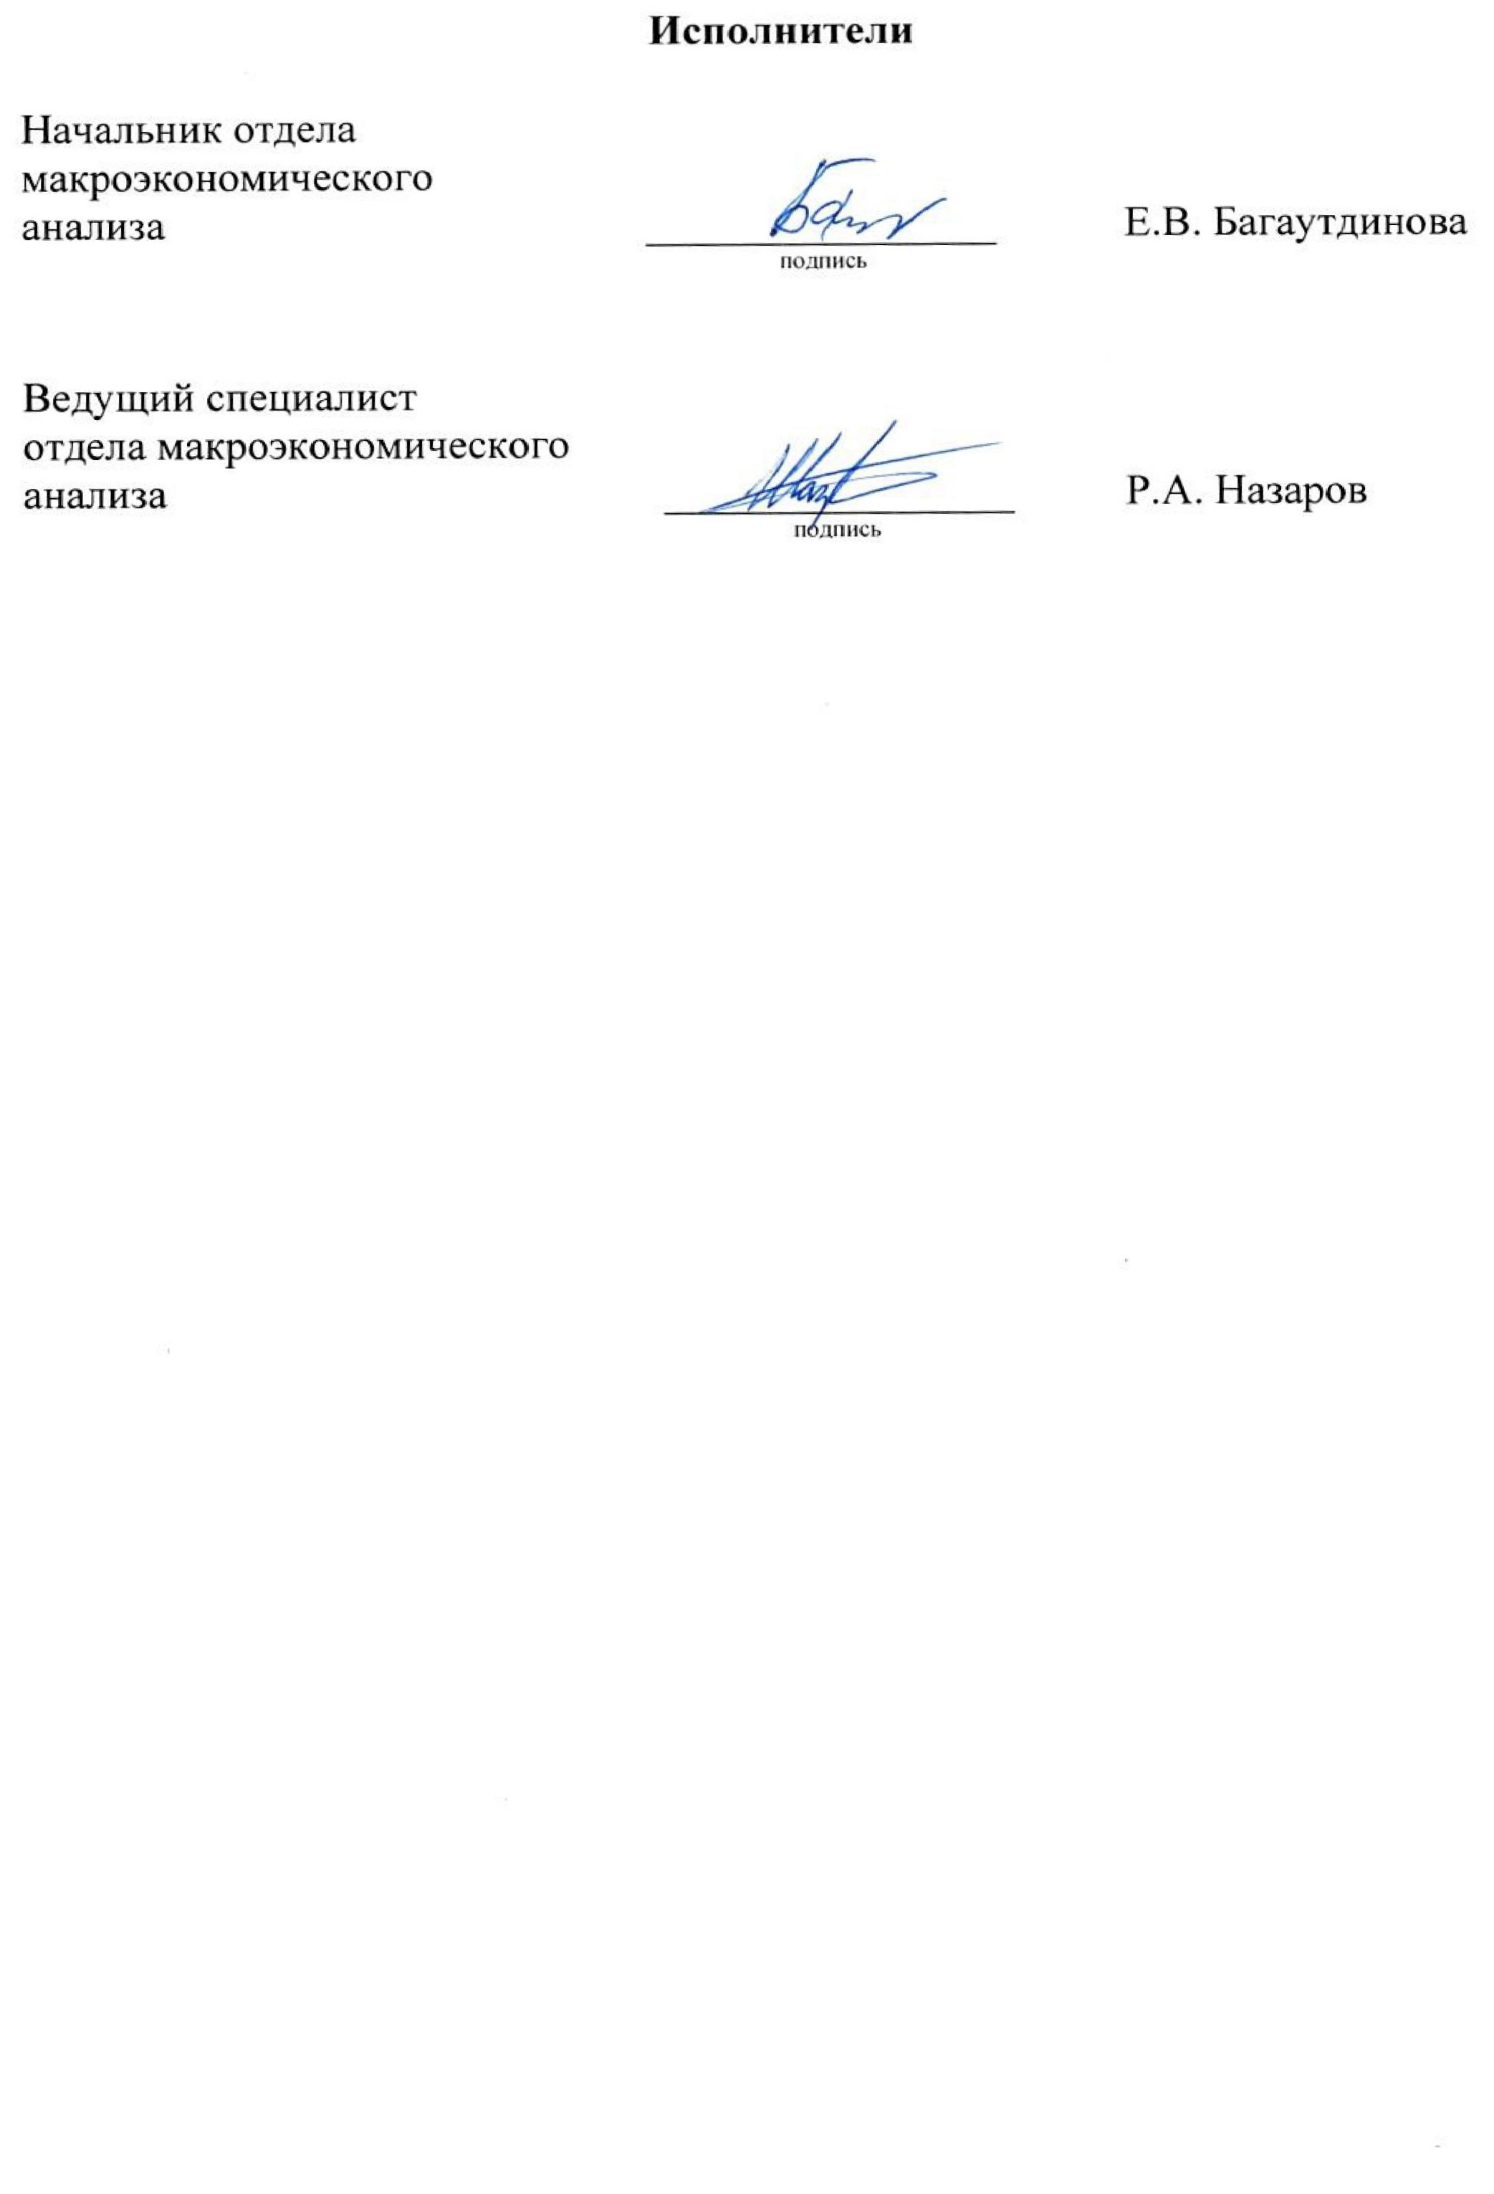 Исполнители
Начальник отдела
макроэкономического
анализа
Е.В. Багаутдинова
подпись
Ведущий специалист
отдела макроэкономического
анализа
Р.А. Назаров
подпись